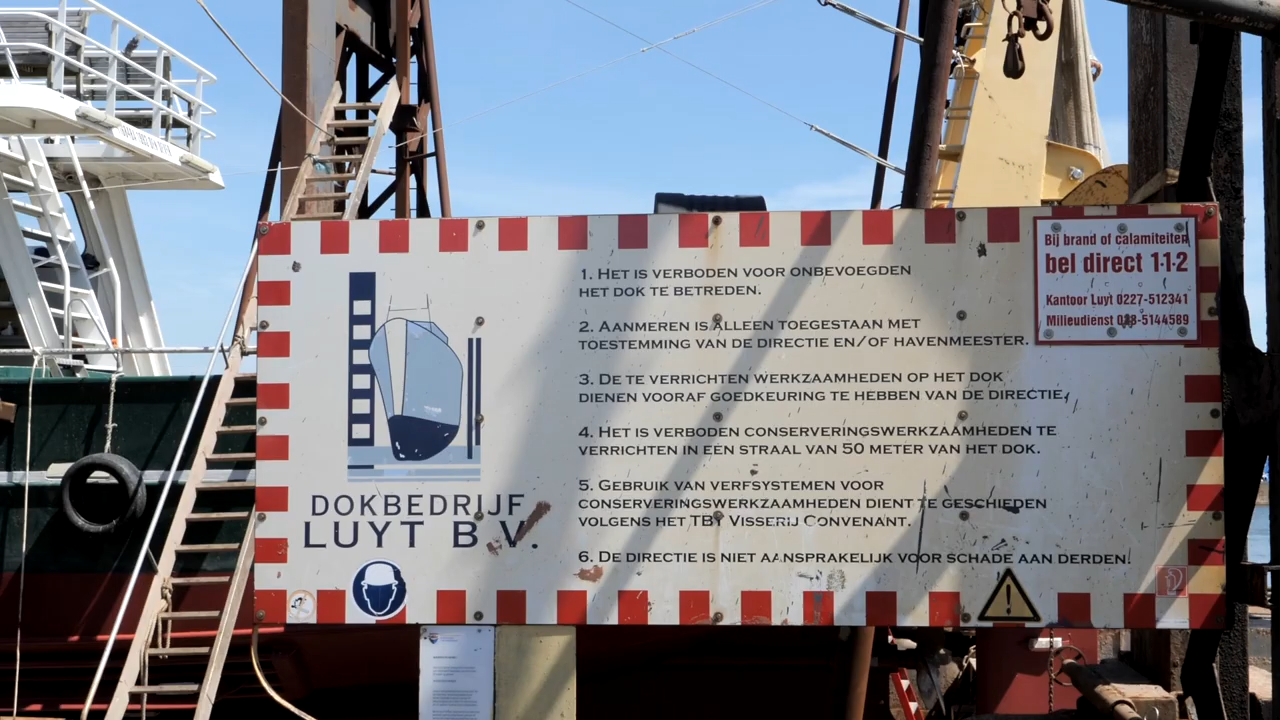 Bij brand of calamiteiten
bel direct 1-1-2
Kantoor Luyt 0227-512341
Milieudienst 088-5144589
1. Het is verboden voor onbevoegden
het dok te betreden.
2. Aanmeren is alleen toegestaan met
toestemming van de directie en/of havenmeester.
3. De te verrichten werkzaamheden op het dok
dienen vooraf goedkeuring te hebben van de directie.
4. Het is verboden conserveringswerkzaamheden te
verrichten in een straal van 50 meter van het dok.
5. Gebruik van verfsystemen voor
conserveringswerkzaamheden dient te geschieden
volgens het TBT Visserij Convenant.
6. De directie is niet aansprakelijk voor schade aan derden.
DOKBEDRIJF
LUYT B.V.